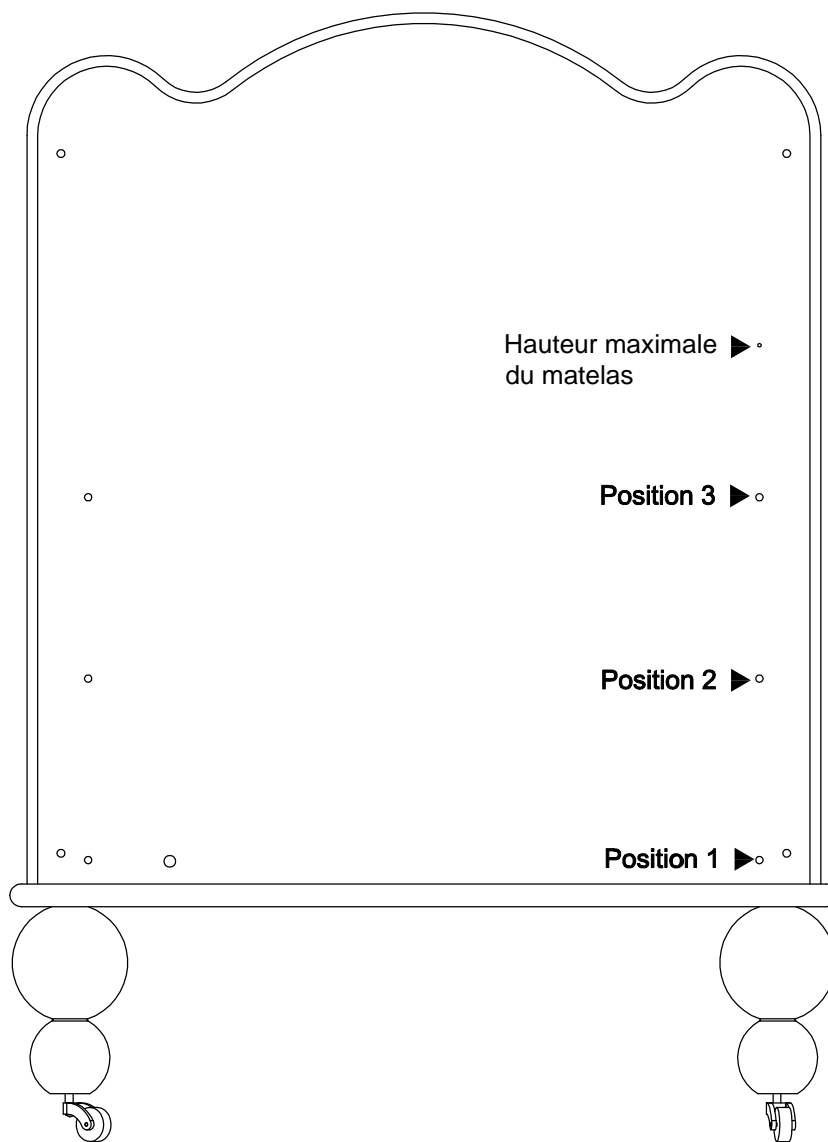 Hauteur maximale
du matelas
Position 3
Position 2
Position 1